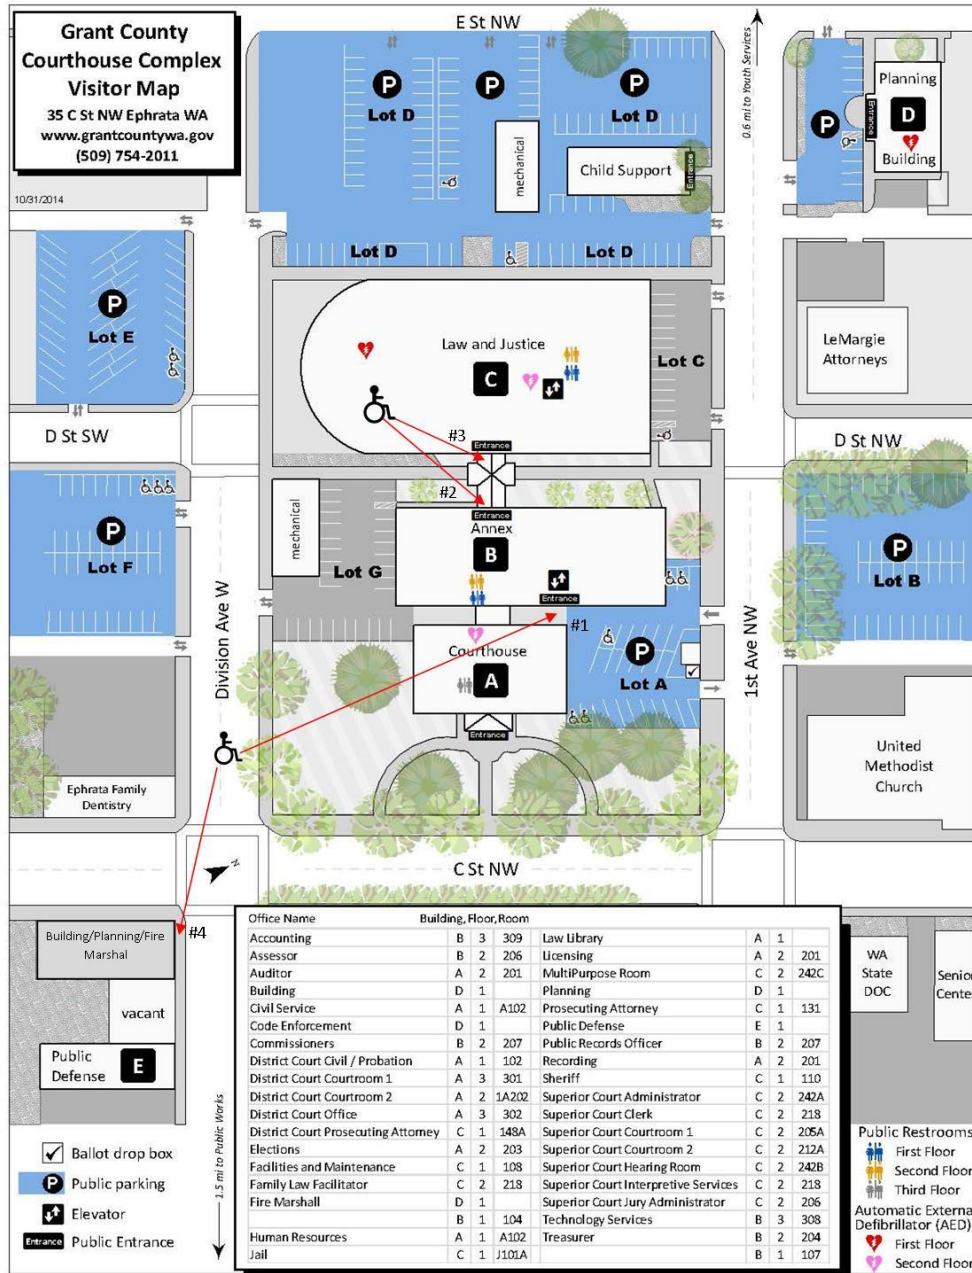 Grant County
Courthouse Complex
Visitor Map
35 C St NW Ephrata WA
www.grantcountywa.gov
(509) 754-2011
10/31/2014
E St NW
0.6 mi to Youth Services
P
Lot D
P
P
Lot D
mechanical
Child Support
Entrance
Lot D
Lot D
P
Entrance
Planning
D
Building
P
Lot E
Law and Justice
C
Lot C
LeMargie
Attorneys
D St SW
#3
Entrance
D St NW
#2
Entrance
Annex
B
mechanical
Lot G
P
Lot F
P
Lot B
Entrance
#1
Division Ave W
Courthouse
A
P
Lot A
1st Ave NW
Entrance
Ephrata Family
Dentistry
United
Methodist
Church
N
C St NW
#4
Building/Planning/Fire
Marshal
vacant
Public
Defense
E
WA
State
DOC
Senior
Cente
1.5 mi to Public Works
Office Name Building, Floor, Room
Accounting B 3 309 Law Library A 1
Assessor B 2 206 Licensing A 2 201
Auditor A 2 201 MultiPurpose Room C 2 242C
Building D 1 Planning D 1
Civil Service A 1 A102 Prosecuting Attorney C 1 131
Code Enforcement D 1 Public Defense E 1
Commissioners B 2 207 Public Records Officer B 2 207
District Court Civil / Probation A 1 102 Recording A 2 201
District Court Courtroom 1 A 3 301 Sheriff C 1 110
District Court Courtroom 2 A 2 1A202 Superior Court Administrator C 2 242A
District Court Office A 3 302 Superior Court Clerk C 2 218
District Court Prosecuting Attorney C 1 148A Superior Court Courtroom 1 C 2 205A
Elections A 2 203 Superior Court Courtroom 2 C 2 212A
Facilities and Maintenance C 1 108 Superior Court Hearing Room C 2 242B
Family Law Facilitator C 2 218 Superior Court Interpretive Services C 2 218
Fire Marshall D 1 Superior Court Jury Administrator C 2 206
B 1 104 Technology Services B 3 308
Human Resources A 1 A102 Treasurer B 2 204
Jail C 1 J101A B 1 107
Ballot drop box
P Public parking
Elevator
Entrance Public Entrance
Public Restrooms
First Floor
Second Floor
Third Floor
Automatic Externa
Defibrillator (AED)
First Floor
Second Floor